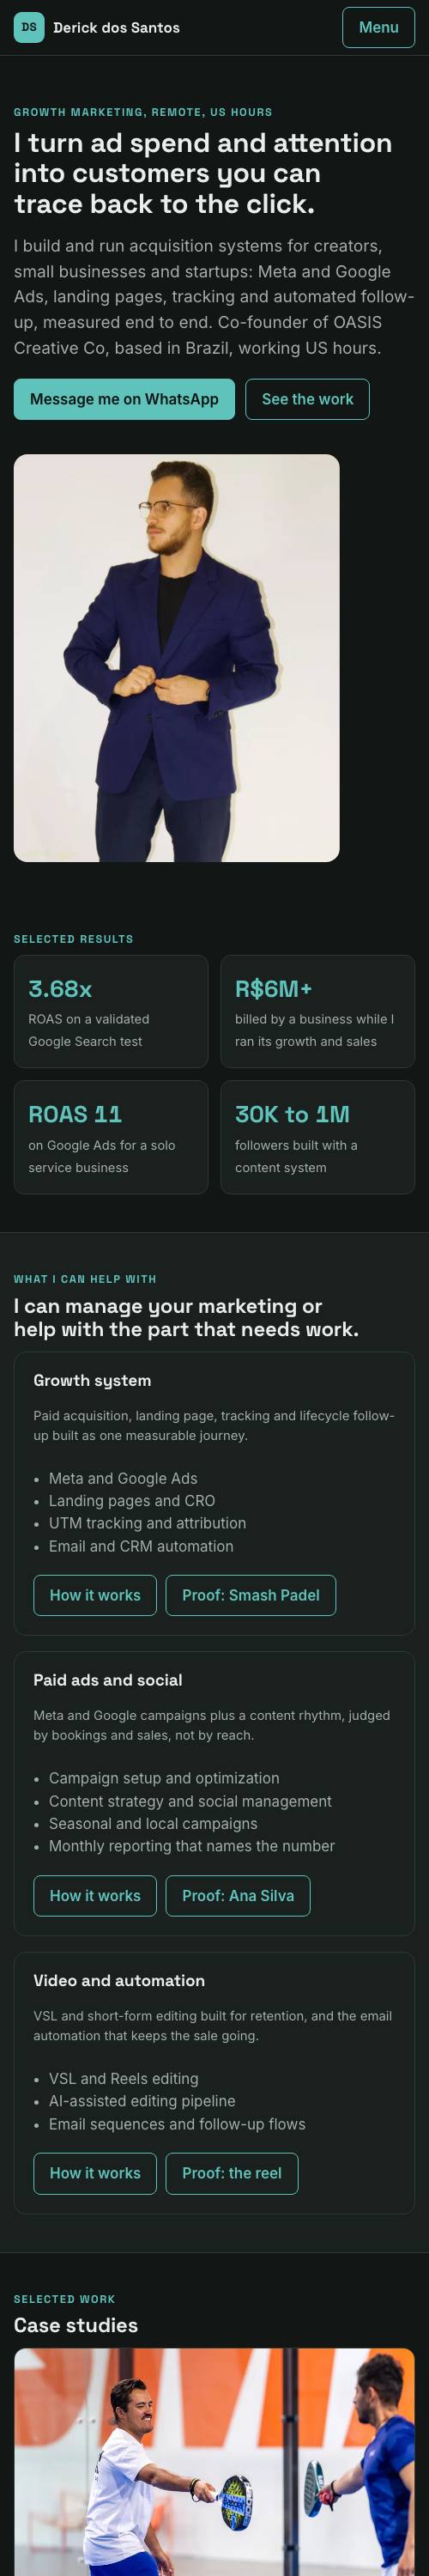 DS
Derick dos Santos
Menu
GROWTH MARKETING, REMOTE, US HOURS
I turn ad spend and attention
into customers you can
trace back to the click.
I build and run acquisition systems for creators,
small businesses and startups: Meta and Google
Ads, landing pages, tracking and automated follow-
up, measured end to end. Co-founder of OASIS
Creative Co, based in Brazil, working US hours.
Message me on WhatsApp
See the work
SELECTED RESULTS
3.68x
ROAS on a validated
Google Search test
R$6M+
billed by a business while I
ran its growth and sales
ROAS 11
on Google Ads for a solo
service business
30K to 1M
followers built with a
content system
WHAT I CAN HELP WITH
I can manage your marketing or
help with the part that needs work.
Growth system
Paid acquisition, landing page, tracking and lifecycle follow-
up built as one measurable journey.
• Meta and Google Ads
• Landing pages and CRO
• UTM tracking and attribution
• Email and CRM automation
How it works
Proof: Smash Padel
Paid ads and social
Meta and Google campaigns plus a content rhythm, judged
by bookings and sales, not by reach.
• Campaign setup and optimization
• Content strategy and social management
• Seasonal and local campaigns
• Monthly reporting that names the number
How it works
Proof: Ana Silva
Video and automation
VSL and short-form editing built for retention, and the email
automation that keeps the sale going.
• VSL and Reels editing
• AI-assisted editing pipeline
• Email sequences and follow-up flows
How it works
Proof: the reel
SELECTED WORK
Case studies